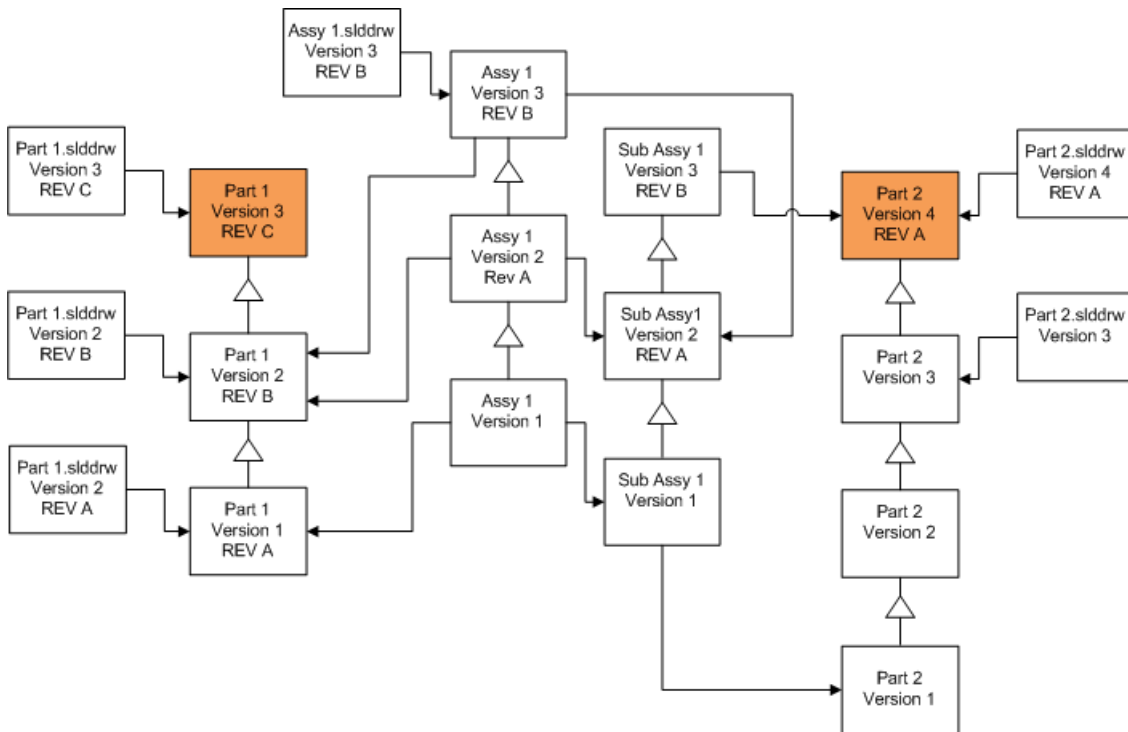 Assy 1.slddrw
Version 3
REV B
Assy 1
Version 3
REV B
Part 1.slddrw
Version 3
REV C
Part 1
Version 3
REV C
Sub Assy 1
Version 3
REV B
Part 2
Version 4
REV A
Part 2.slddrw
Version 4
REV A
Assy 1
Version 2
Rev A
Part 1.slddrw
Version 2
REV B
Part 1
Version 2
REV B
Sub Assy1
Version 2
REV A
Part 2
Version 3
Part 2.slddrw
Version 3
Assy 1
Version 1
Part 1.slddrw
Version 2
REV A
Part 1
Version 1
REV A
Sub Assy 1
Version 1
Part 2
Version 2
Part 2
Version 1